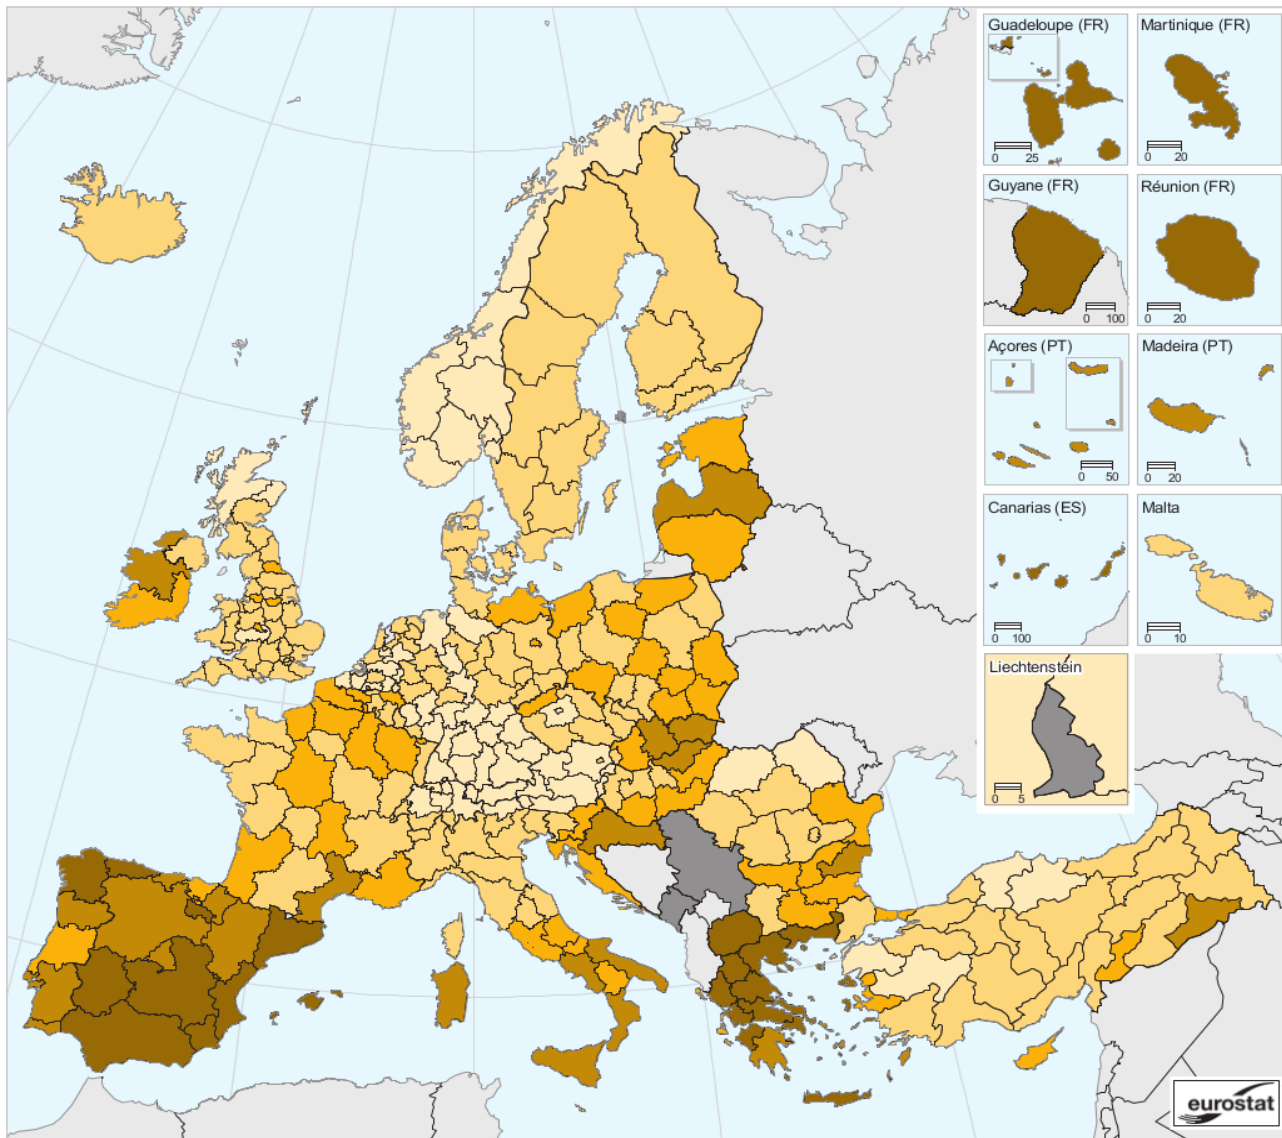 Guadeloupe (FR)
0 25
Martinique (FR)
0 20
Guyane (FR)
0 100
Réunion (FR)
0 20
Açores (PT)
0 50
Madeira (PT)
0 20
Canarias (ES)
0 100
Malta
0 10
Liechtenstein
0 5
eurostat